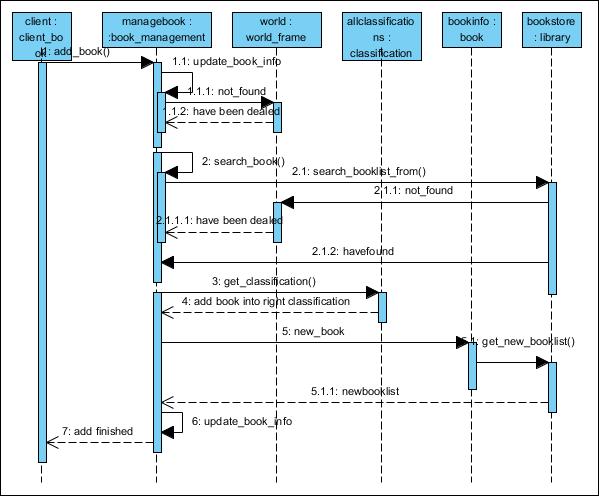 client :
client_bo
ok
managebook :
:book_management
world :
world_frame
allclassificatio
ns :
classification
bookinfo :
book
bookstore
: library
1: add_book()
1.1: update_book_info
1.1.1: not_found
1.1.2: have been dealed
2: search_book()
2.1: search_booklist_from()
2.1.1: not_found
2.1.1.1: have been dealed
2.1.2: havefound
3: get_classification()
4: add book into right classification
5: new_book
5.1: get_new_booklist()
5.1.1: newbooklist
6: update_book_info
7: add finished